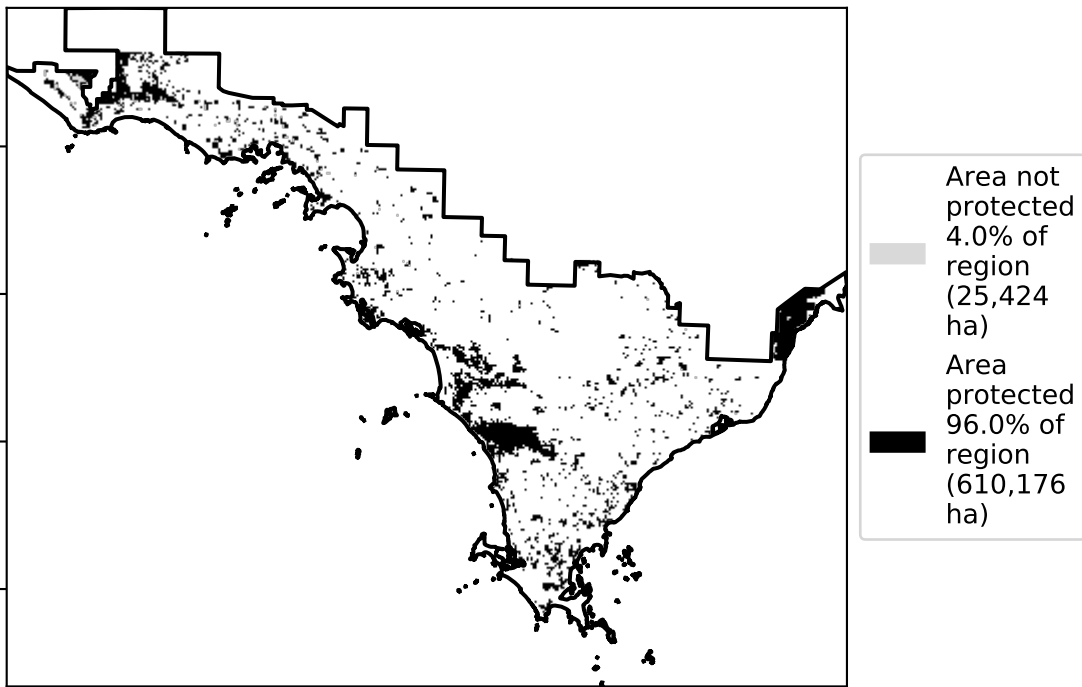 Area not
protected
4.0% of
region
(25,424
ha)
Area
protected
96.0% of
region
(610,176
ha)